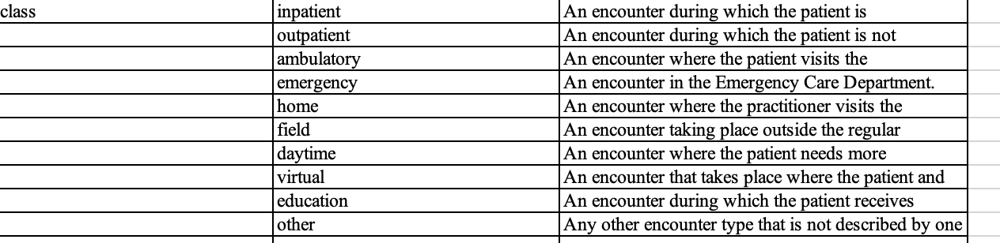 class inpatient An encounter during which the patient is
outpatient An encounter during which the patient is not
ambulatory An encounter where the patient visits the
emergency An encounter in the Emergency Care Department.
home An encounter where the practitioner visits the
field An encounter taking place outside the regular
daytime An encounter where the patient needs more
virtual An encounter that takes place where the patient and
education An encounter during which the patient receives
other Any other encounter type that is not described by one